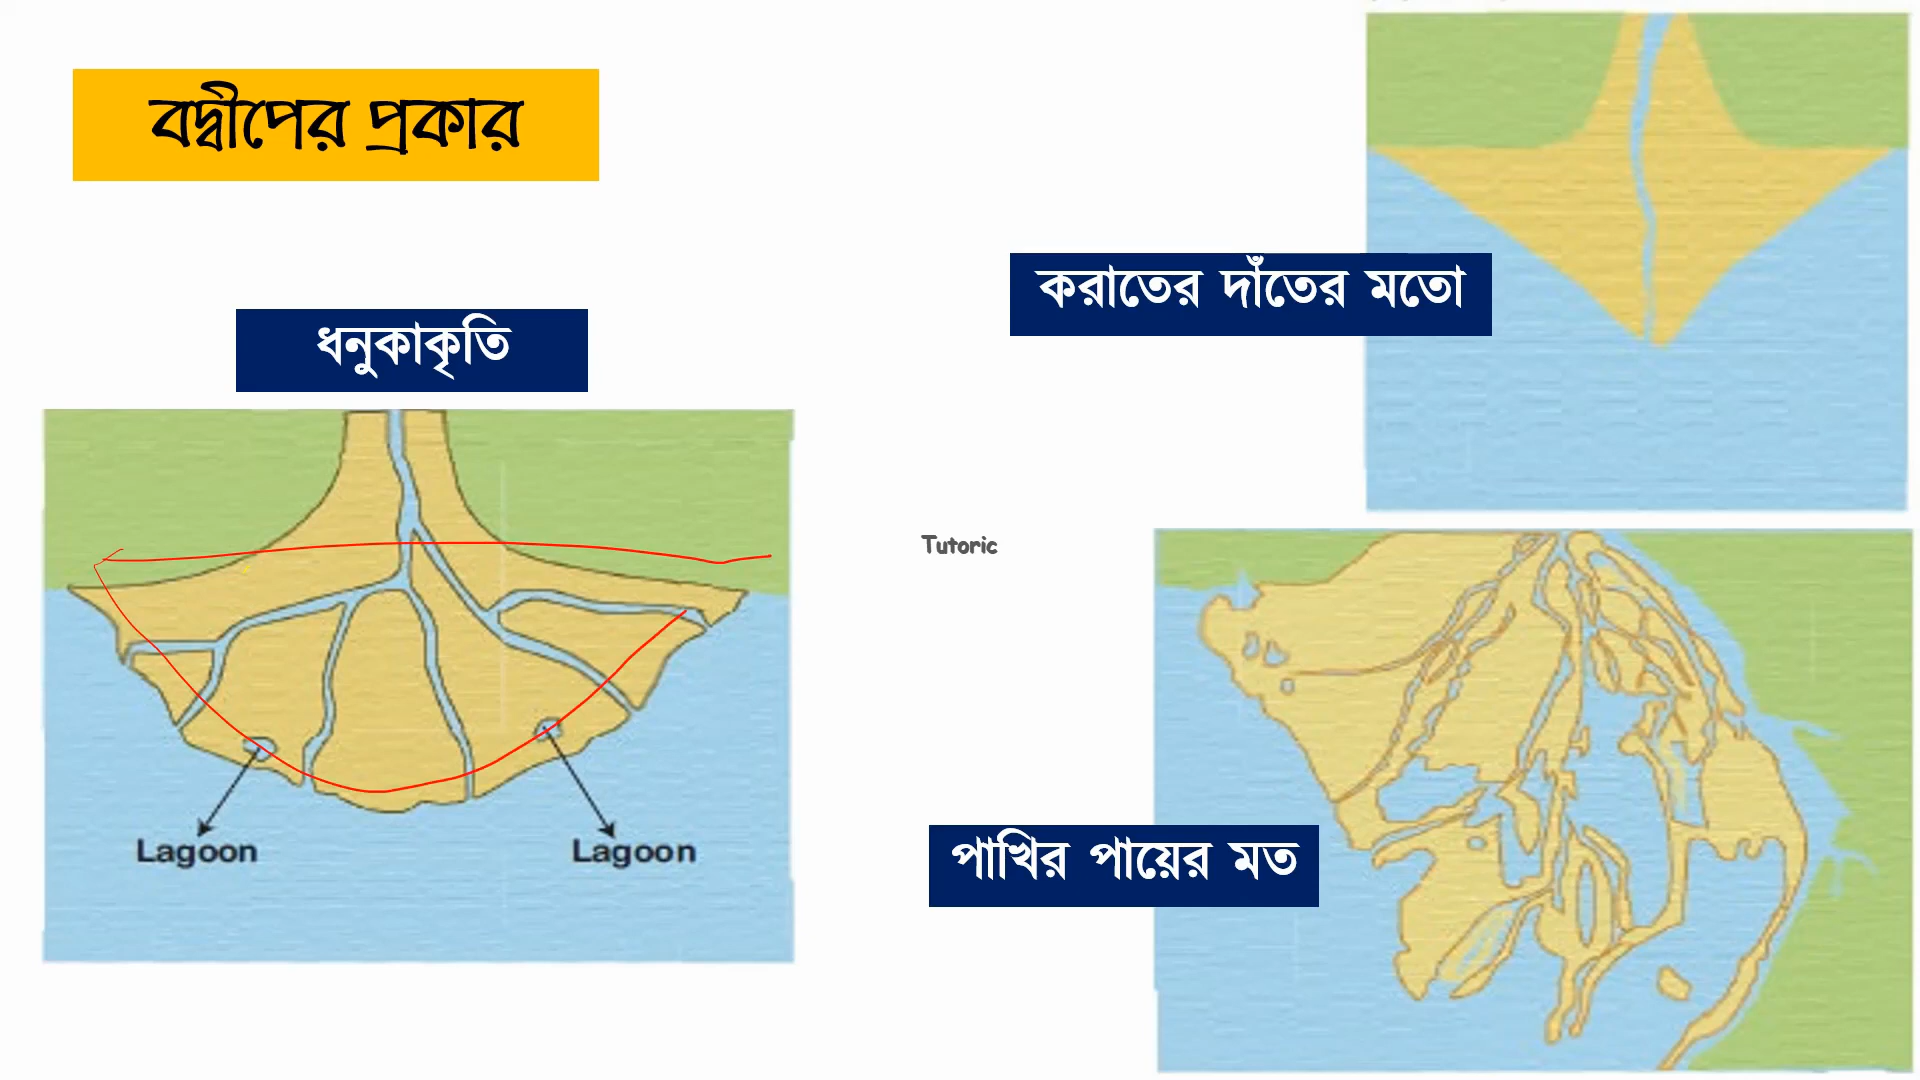 বদ্বীপের প্রকার
করাতের দাঁতের মতো
ধনুকাকৃতি
Tutoric
পাখির পায়ের মত
Lagoon
Lagoon